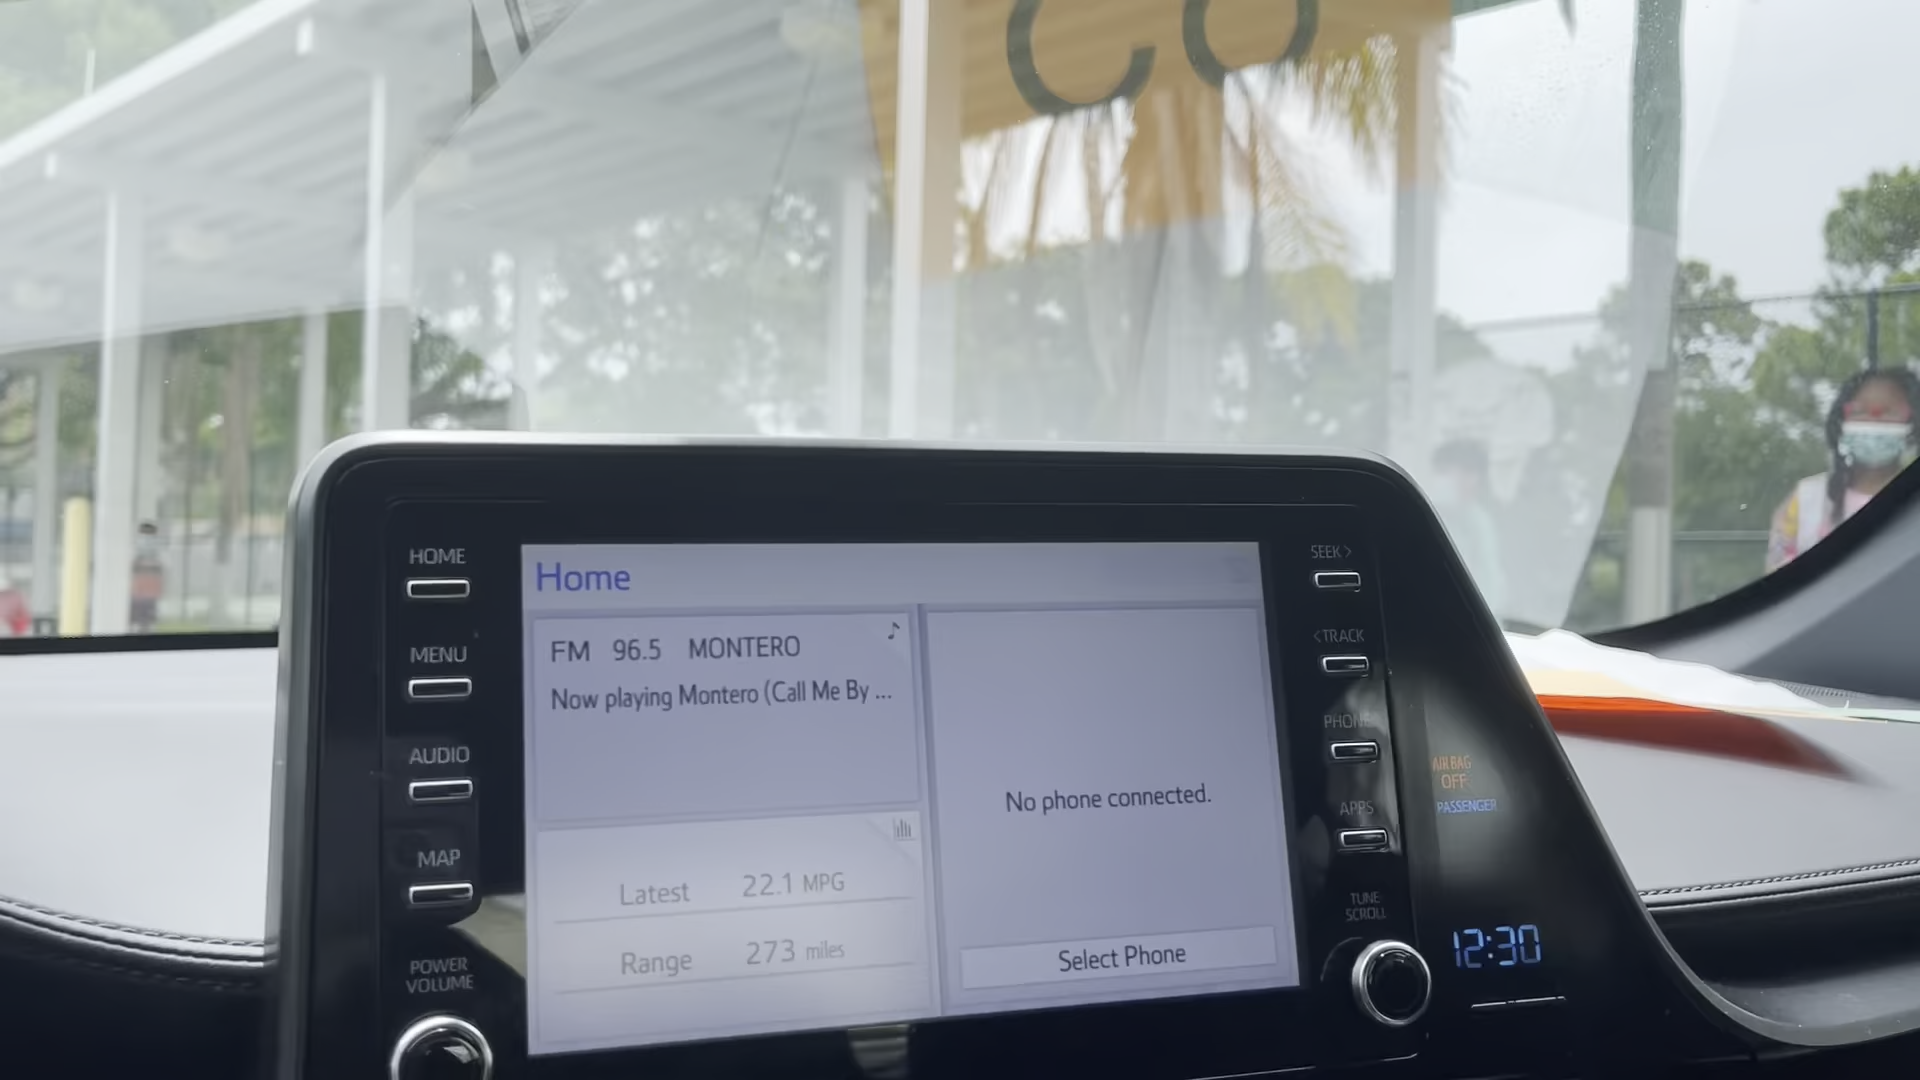 CO
HOME
MENU
AUDIO
MAP
POWER
VOLUME
Home
FM 96.5 MONTERO
Now playing Montero (Call Me By ...
Latest 22.1 MPG
Range 273 miles
No phone connected.
Select Phone
SEEK >
< TRACK
PHONE
APPS
TUNE
SCROLL
AIR BAG
OFF
PASSENGER
12:30